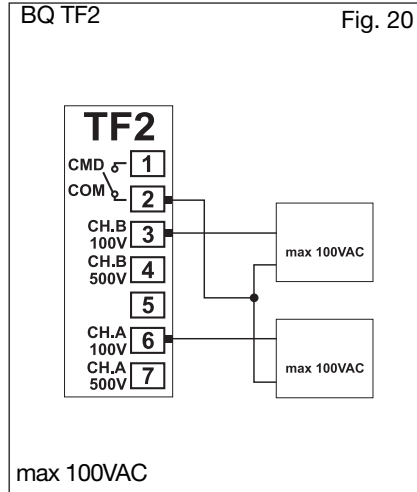 BQ TF2
Fig. 20
TF2
CMD
1
COM
2
CH.B
100V
3
CH.B
500V
4
5
CH.A
100V
6
CH.A
500V
7
max 100VAC
max 100VAC
max 100VAC